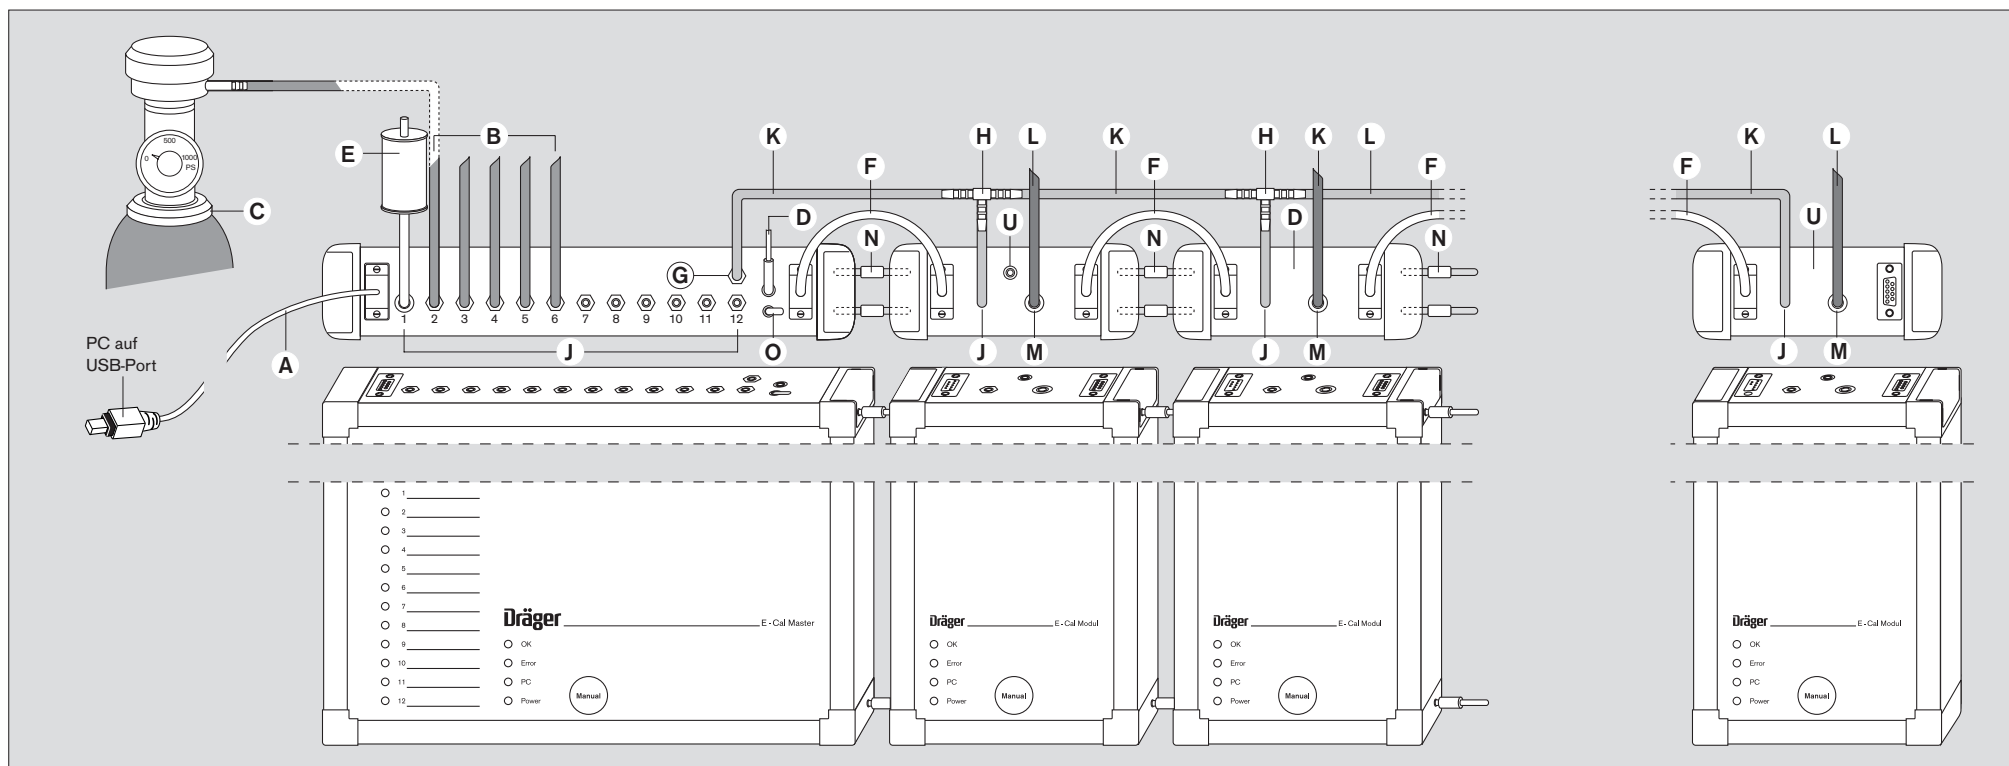 500
0
1000
PS
C
E
B
K
H
L
K
H
K
L
K
L
F
D
U
F
D
F
F
U
N
N
N
G
1 2 3 4 5 6 7 8 9 10 11 12
J
O
J
M
J
M
J
M
A
PC auf
USB-Port
1
2
3
4
5
6
7
8
9
10
11
12
Dräger E - Cal Master
OK
Error
PC
Power
Manual
Dräger E - Cal Modul
OK
Error
PC
Power
Manual
Dräger E - Cal Modul
OK
Error
PC
Power
Manual
Dräger E - Cal Modul
OK
Error
PC
Power
Manual